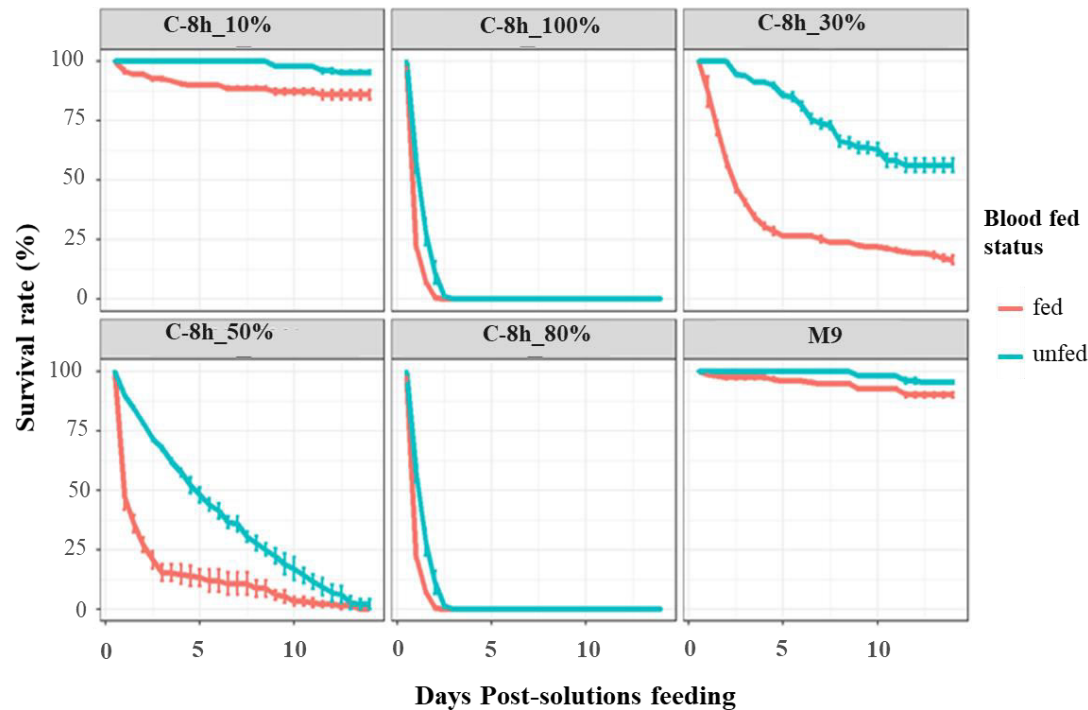 C-8h_10%
C-8h_100%
C-8h_30%
100
75
50
25
0
Survival rate (%)
Blood fed
status
fed
unfed
C-8h_50%
C-8h_80%
M9
100
75
50
25
0
0 5 10
0 5 10
0 5 10
Days Post-solutions feeding